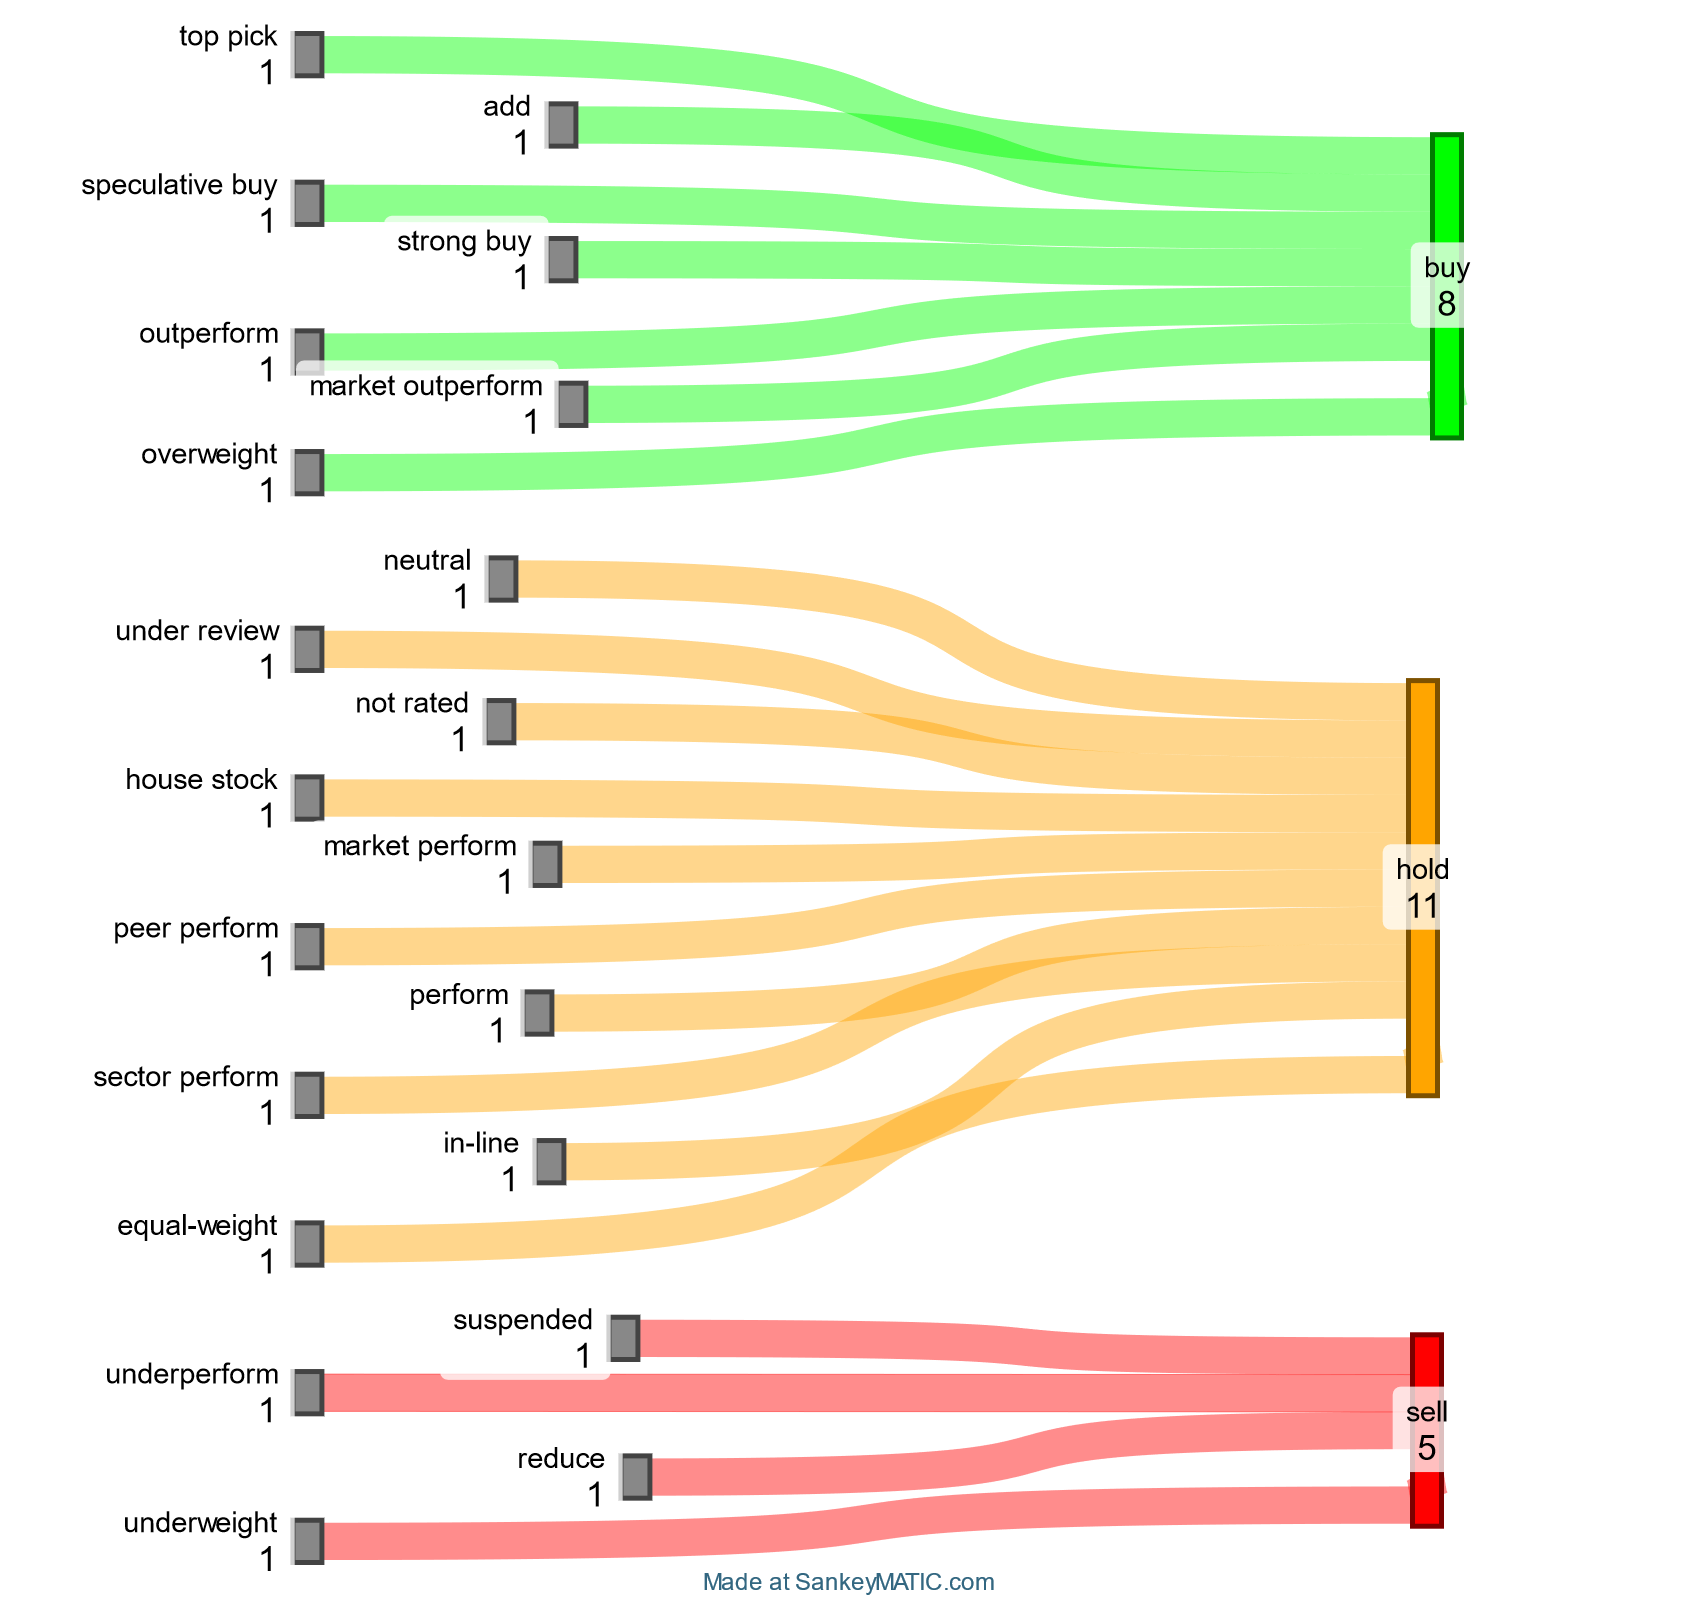 top pick
1
add
1
speculative buy
1
strong buy
1
buy
8
outperform
1
market outperform
1
overweight
1
neutral
1
under review
1
not rated
1
house stock
1
market perform
1
hold
11
peer perform
1
perform
1
sector perform
1
in-line
1
equal-weight
1
suspended
1
underperform
1
sell
5
reduce
1
underweight
1
Made at SankeyMATIC.com